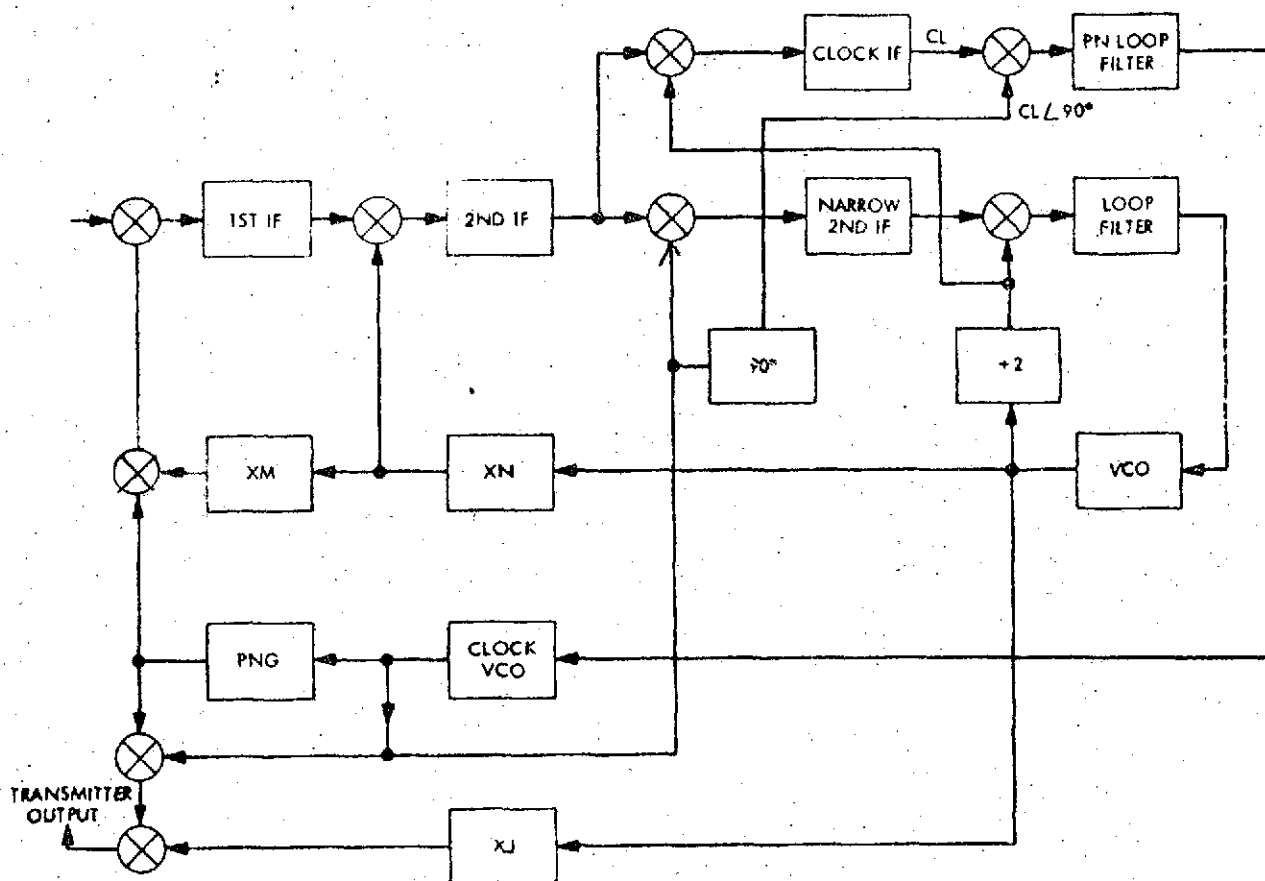 CLOCK IF
CL
PN LOOP
FILTER
CL∠90°
1ST IF
2ND IF
NARROW
2ND IF
LOOP
FILTER
90°
÷2
XM
XN
VCO
PNG
CLOCK
VCO
TRANSMITTER
OUTPUT
XJ